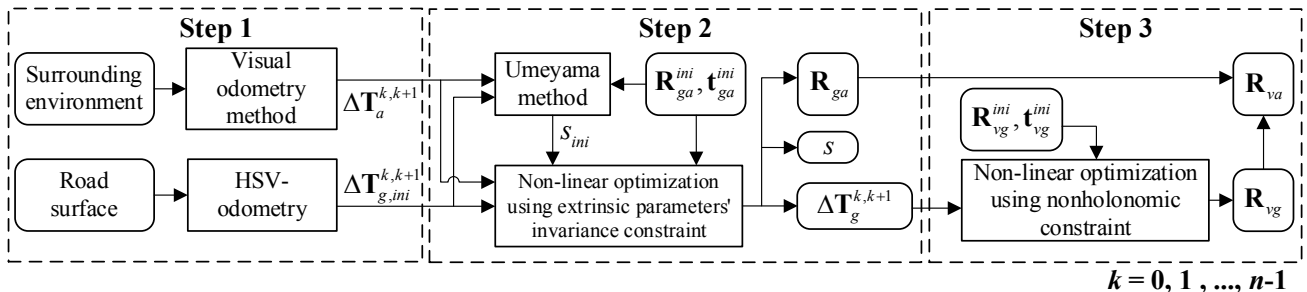 Step 1
Surrounding
environment
Visual
odometry
method
ΔT_a^{k,k+1}
Road
surface
HSV-
odometry
ΔT_{g,ini}^{k,k+1}
Step 2
Umeyama
method
R_{ga}^{ini}, t_{ga}^{ini}
s_{ini}
Non-linear optimization
using extrinsic parameters'
invariance constraint
R_{ga}
s
ΔT_g^{k,k+1}
Step 3
R_{vg}^{ini}, t_{vg}^{ini}
Non-linear optimization
using nonholonomic
constraint
R_{va}
R_{vg}
k = 0, 1 , ..., n-1